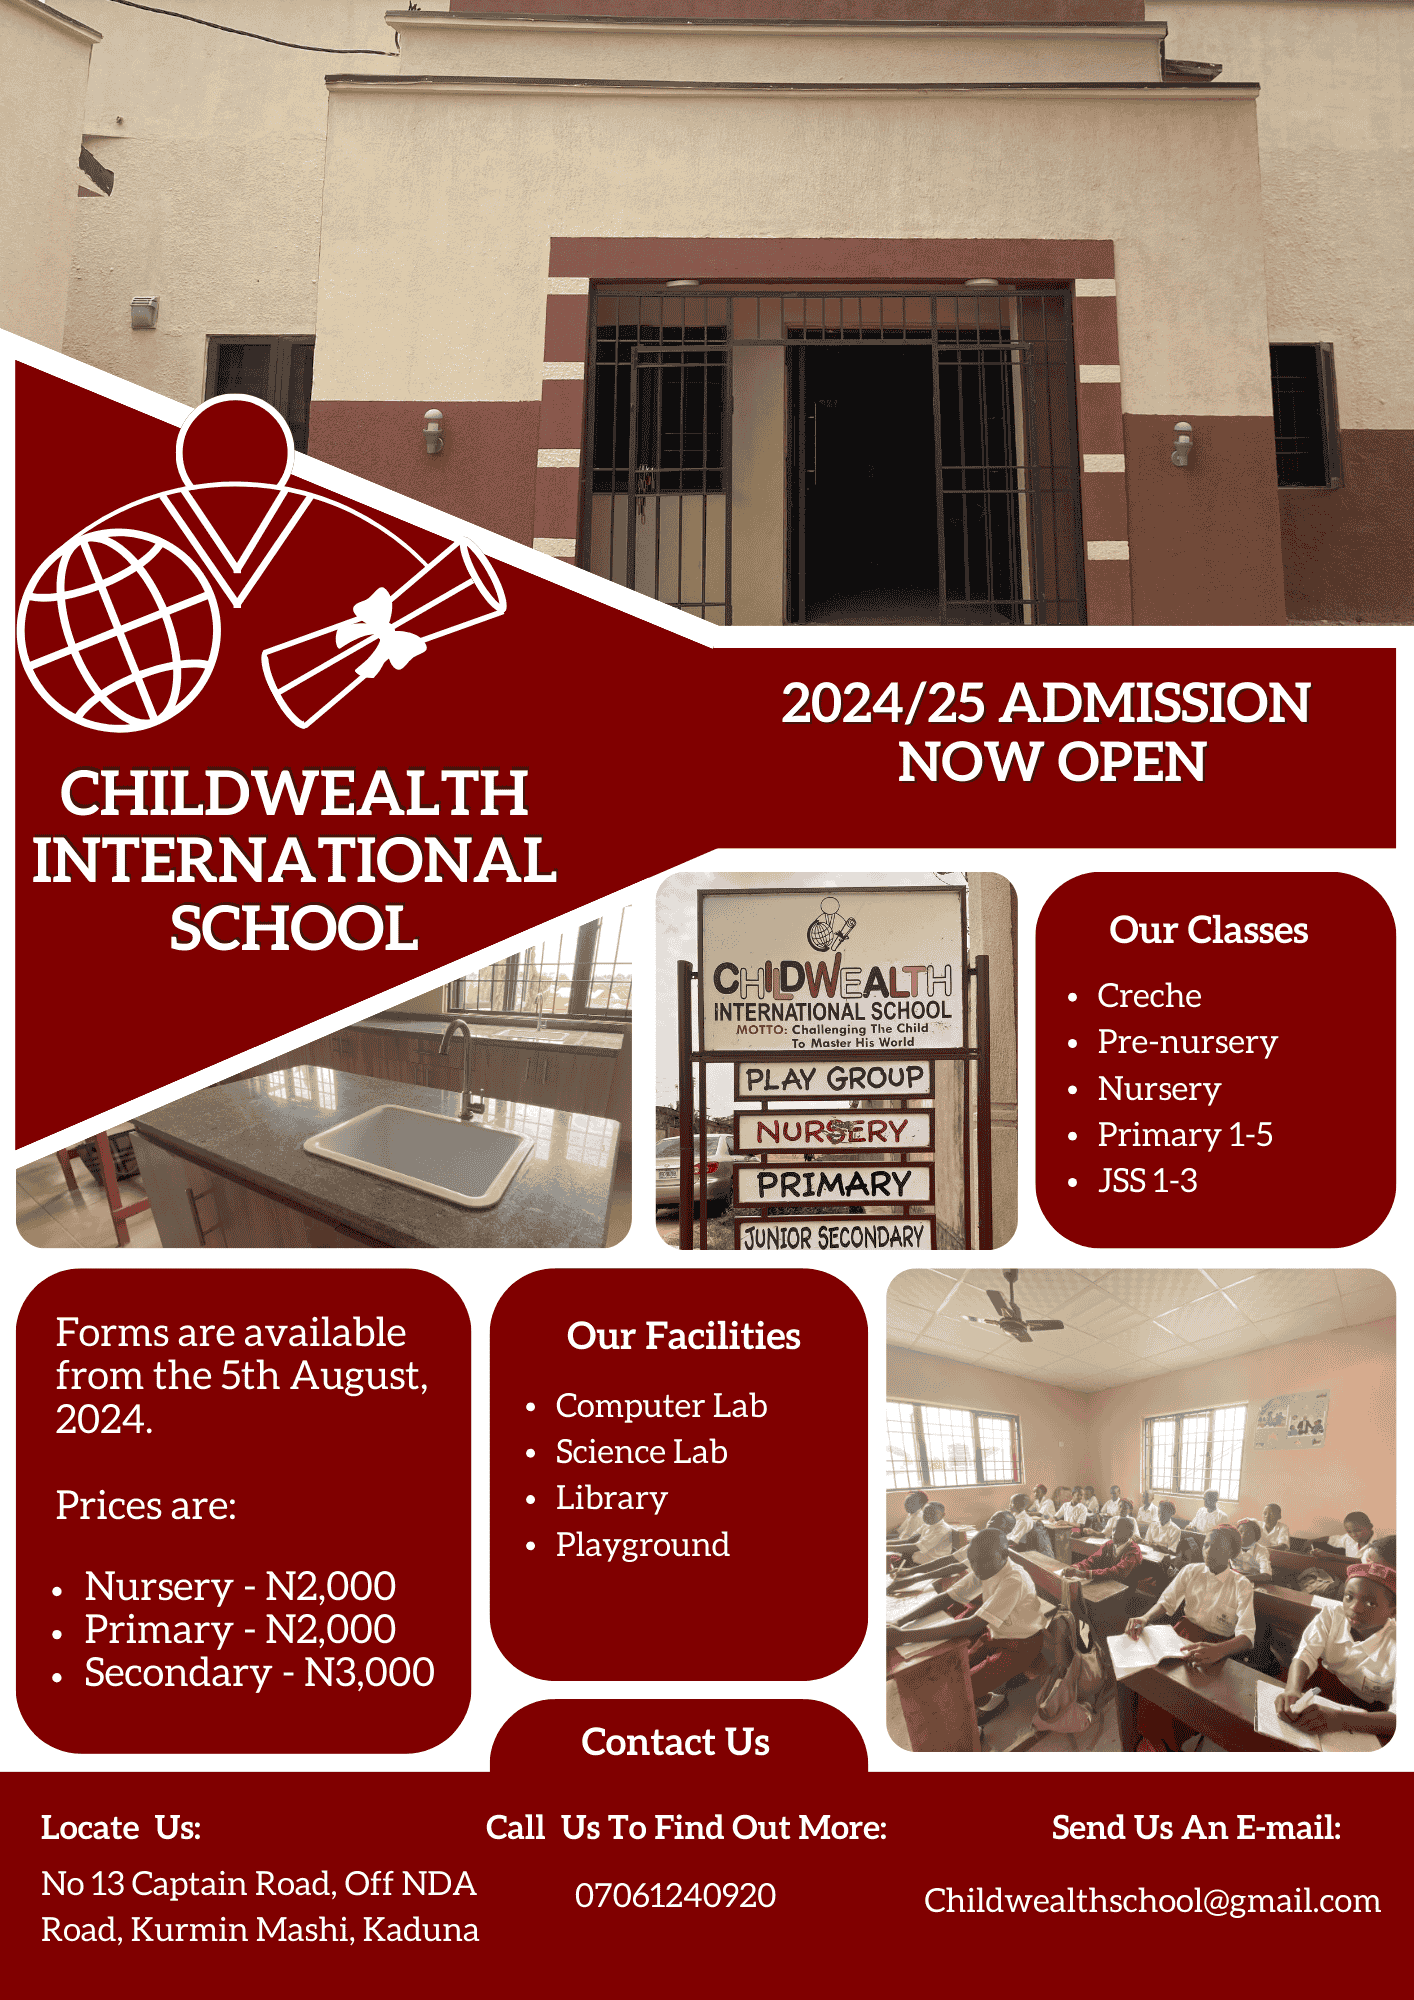 CHILDWEALTH
INTERNATIONAL
SCHOOL
2024/25 ADMISSION
NOW OPEN
CHILDWEALTH
INTERNATIONAL SCHOOL
MOTTO: Challenging The Child
To Master His World
PLAY GROUP
NURSERY
PRIMARY
JUNIOR SECONDARY
Our Classes
• Creche
• Pre-nursery
• Nursery
• Primary 1-5
• JSS 1-3
Forms are available
from the 5th August,
2024.
Prices are:
• Nursery - N2,000
• Primary - N2,000
• Secondary - N3,000
Our Facilities
• Computer Lab
• Science Lab
• Library
• Playground
Contact Us
Locate  Us:
No 13 Captain Road, Off NDA
Road, Kurmin Mashi, Kaduna
Call  Us To Find Out More:
07061240920
Send Us An E-mail:
Childwealthschool@gmail.com